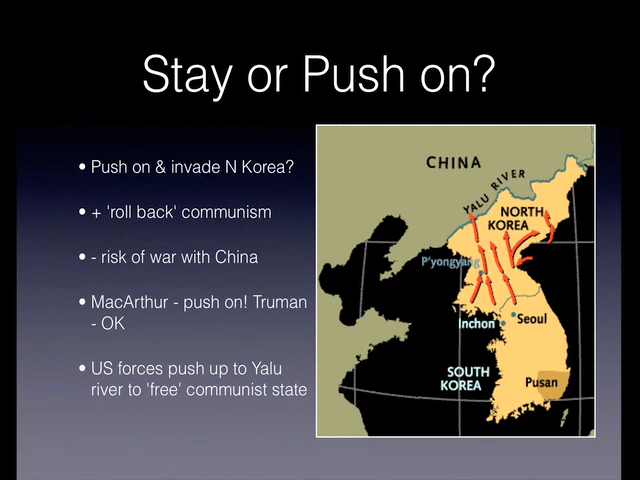 Stay or Push on?
• Push on & invade N Korea?
• + 'roll back' communism
• - risk of war with China
• MacArthur - push on! Truman
- OK
• US forces push up to Yalu
river to 'free' communist state
CHINA
YALU RIVER
NORTH
KOREA
P'yongyang
Inchon
Seoul
SOUTH
KOREA
Pusan